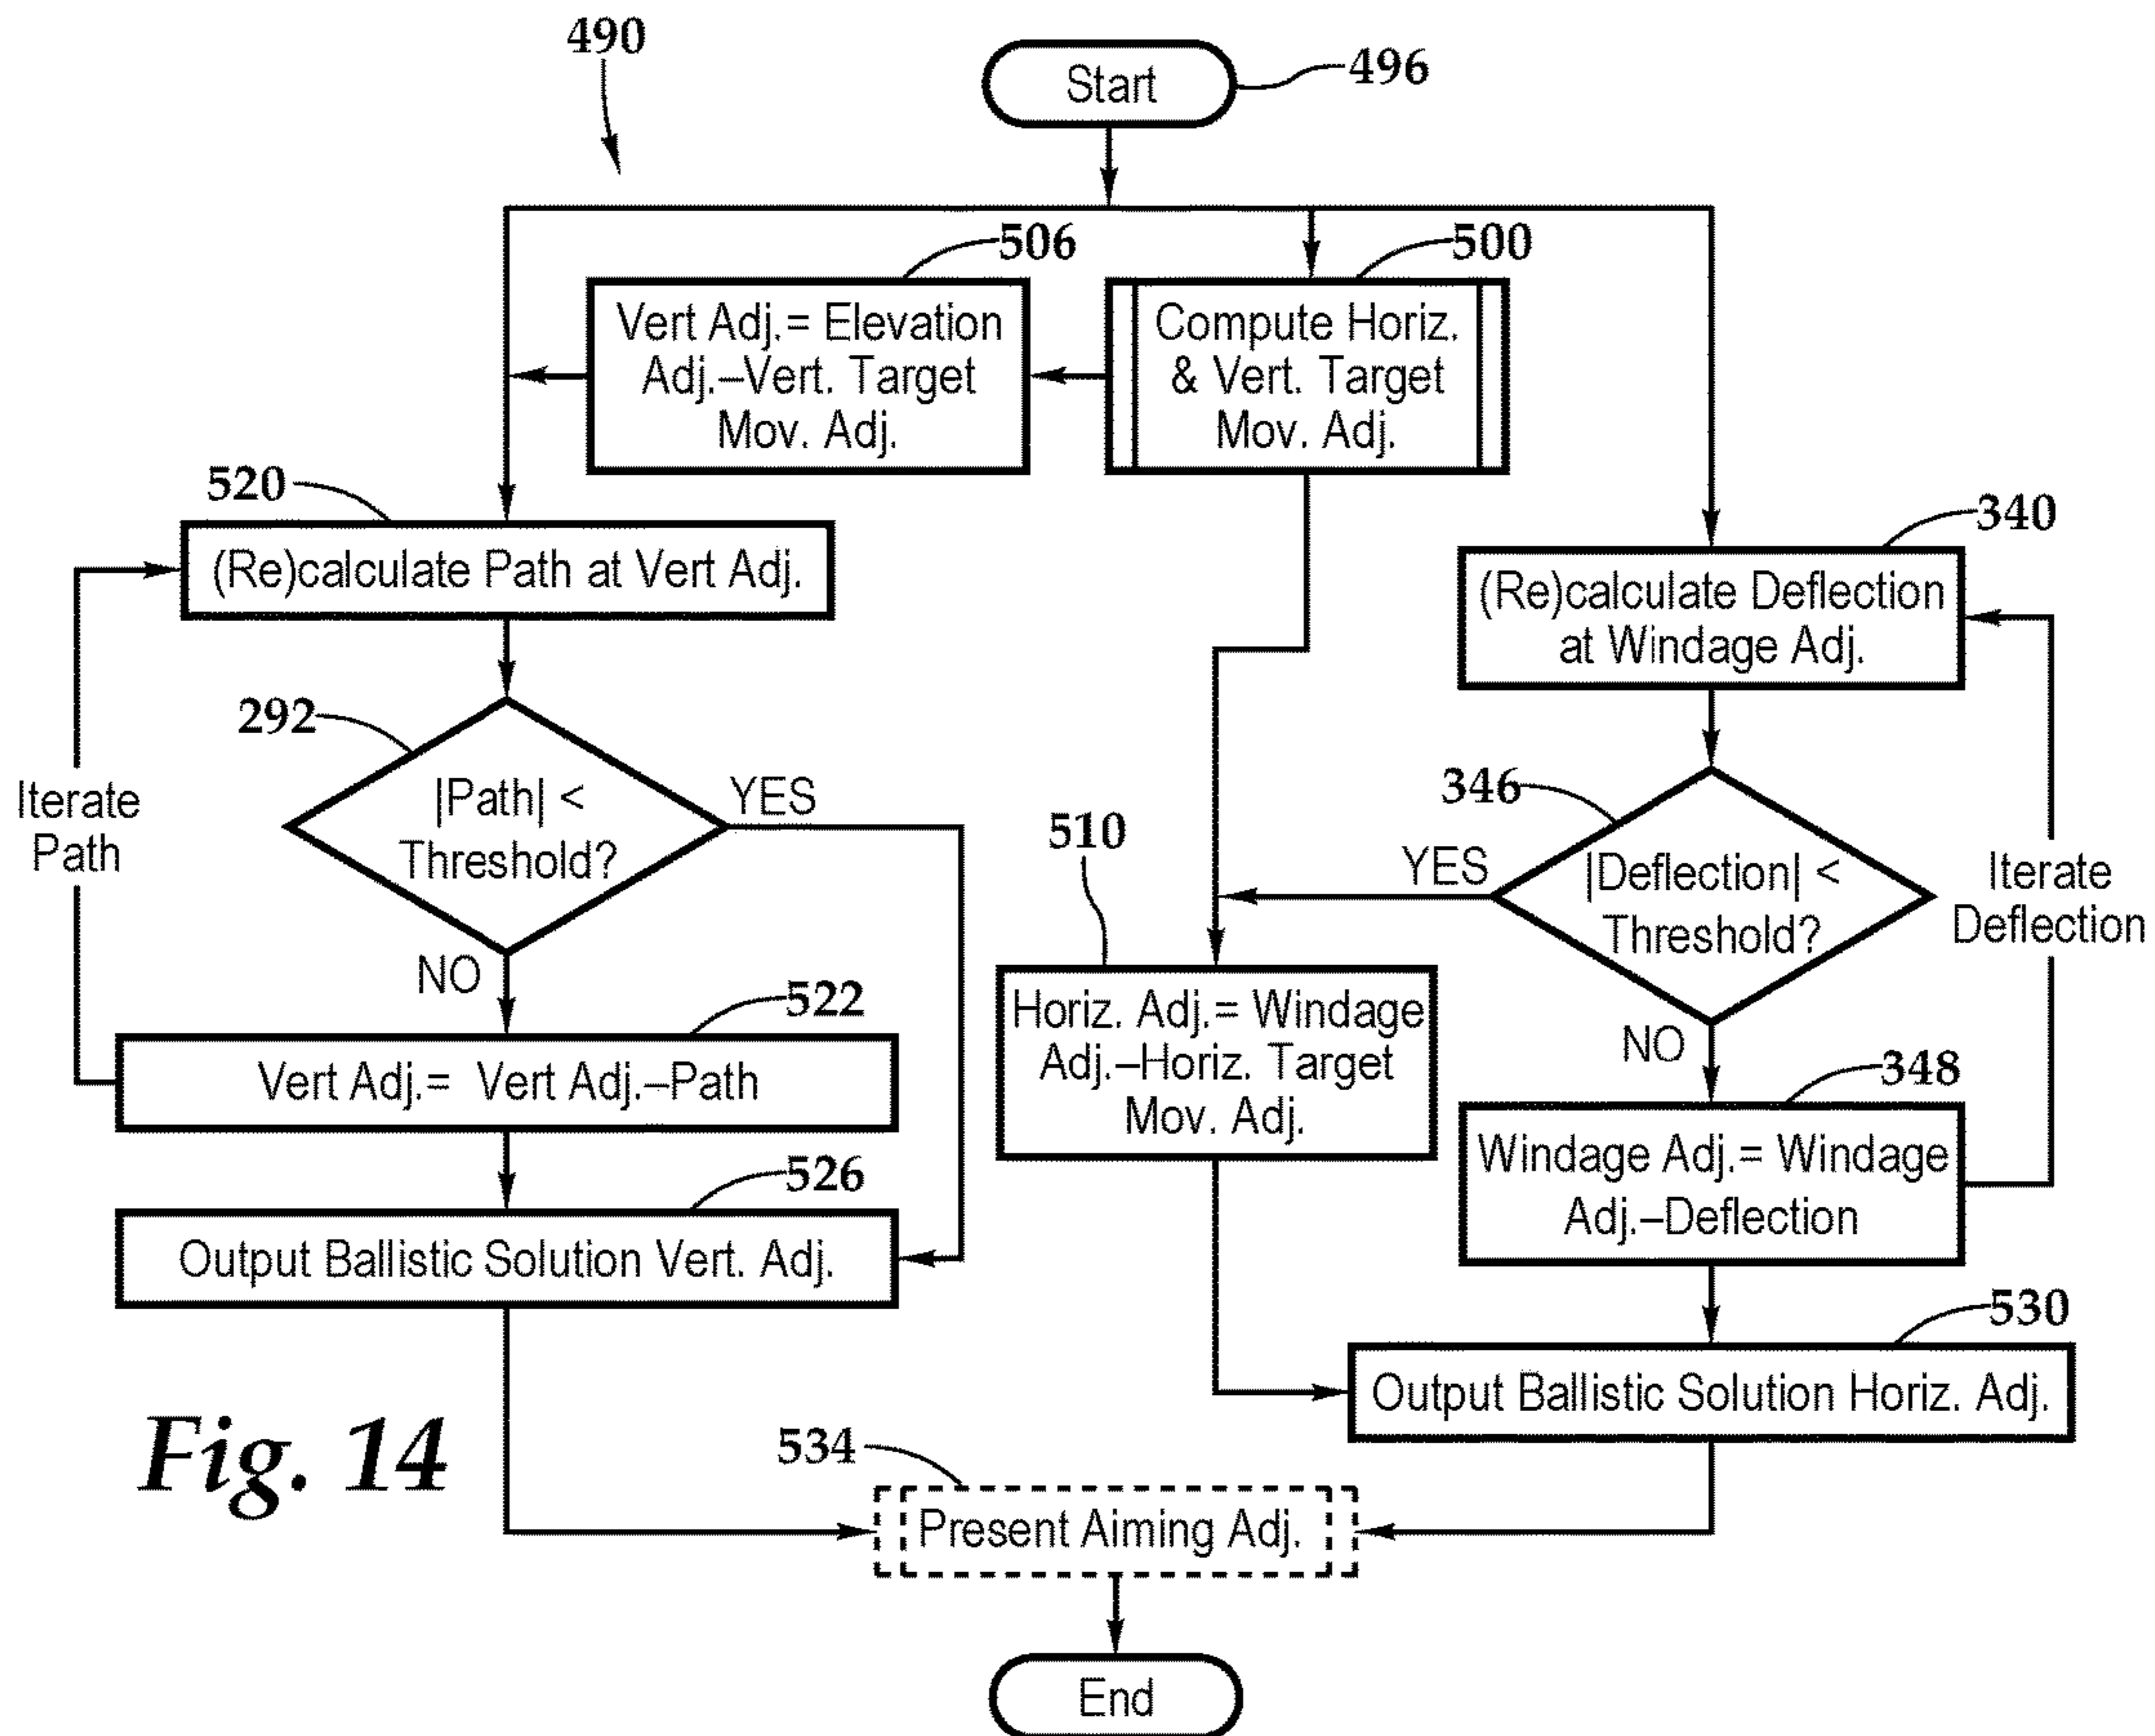 490
Start
496
506
500
Vert Adj.= Elevation
Adj.–Vert. Target
Mov. Adj.
Compute Horiz.
& Vert. Target
Mov. Adj.
520
(Re)calculate Path at Vert Adj.
340
(Re)calculate Deflection
at Windage Adj.
292
|Path| <
Threshold?
YES
NO
Iterate
Path
346
|Deflection| <
Threshold?
YES
NO
Iterate
Deflection
510
Horiz. Adj.= Windage
Adj.–Horiz. Target
Mov. Adj.
522
Vert Adj.= Vert Adj.–Path
348
Windage Adj.= Windage
Adj.–Deflection
526
Output Ballistic Solution Vert. Adj.
530
Output Ballistic Solution Horiz. Adj.
Fig. 14
534
Present Aiming Adj.
End